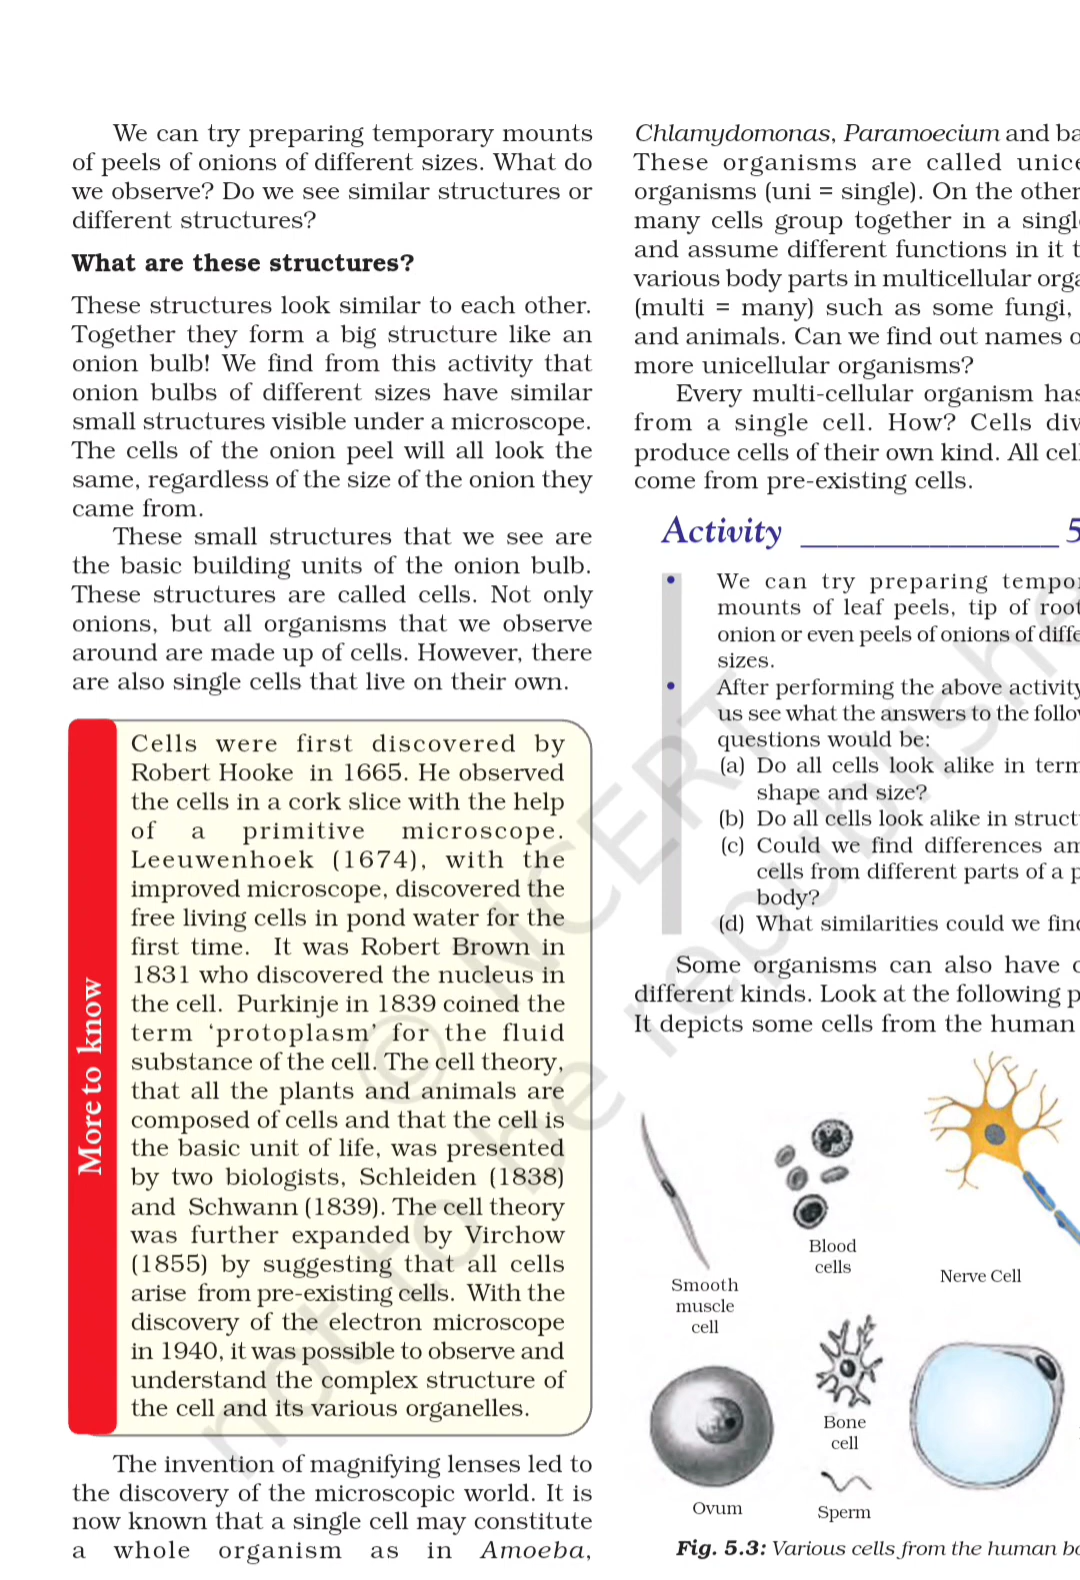 We can try preparing temporary mounts
of peels of onions of different sizes. What do
we observe? Do we see similar structures or
different structures?
What are these structures?
These structures look similar to each other.
Together they form a big structure like an
onion bulb! We find from this activity that
onion bulbs of different sizes have similar
small structures visible under a microscope.
The cells of the onion peel will all look the
same, regardless of the size of the onion they
came from.
These small structures that we see are
the basic building units of the onion bulb.
These structures are called cells. Not only
onions, but all organisms that we observe
around are made up of cells. However, there
are also single cells that live on their own.
More to know
Cells were first discovered by
Robert Hooke in 1665. He observed
the cells in a cork slice with the help
of a primitive microscope.
Leeuwenhoek (1674), with the
improved microscope, discovered the
free living cells in pond water for the
first time. It was Robert Brown in
1831 who discovered the nucleus in
the cell. Purkinje in 1839 coined the
term ‘protoplasm’ for the fluid
substance of the cell. The cell theory,
that all the plants and animals are
composed of cells and that the cell is
the basic unit of life, was presented
by two biologists, Schleiden (1838)
and Schwann (1839). The cell theory
was further expanded by Virchow
(1855) by suggesting that all cells
arise from pre-existing cells. With the
discovery of the electron microscope
in 1940, it was possible to observe and
understand the complex structure of
the cell and its various organelles.
The invention of magnifying lenses led to
the discovery of the microscopic world. It is
now known that a single cell may constitute
a whole organism as in Amoeba,
Chlamydomonas, Paramoecium and ba
These organisms are called unice
organisms (uni = single). On the other
many cells group together in a singl
and assume different functions in it t
various body parts in multicellular orga
(multi = many) such as some fungi,
and animals. Can we find out names o
more unicellular organisms?
Every multi-cellular organism has
from a single cell. How? Cells div
produce cells of their own kind. All cell
come from pre-existing cells.
Activity ______________ 5
• We can try preparing tempor
mounts of leaf peels, tip of root
onion or even peels of onions of diffe
sizes.
• After performing the above activity
us see what the answers to the follow
questions would be:
(a) Do all cells look alike in term
shape and size?
(b) Do all cells look alike in struct
(c) Could we find differences am
cells from different parts of a p
body?
(d) What similarities could we find
Some organisms can also have c
different kinds. Look at the following p
It depicts some cells from the human
Smooth
muscle
cell
Blood
cells
Nerve Cell
Ovum
Bone
cell
Sperm
Fig. 5.3: Various cells from the human bo
© NCERT
not to be republishe